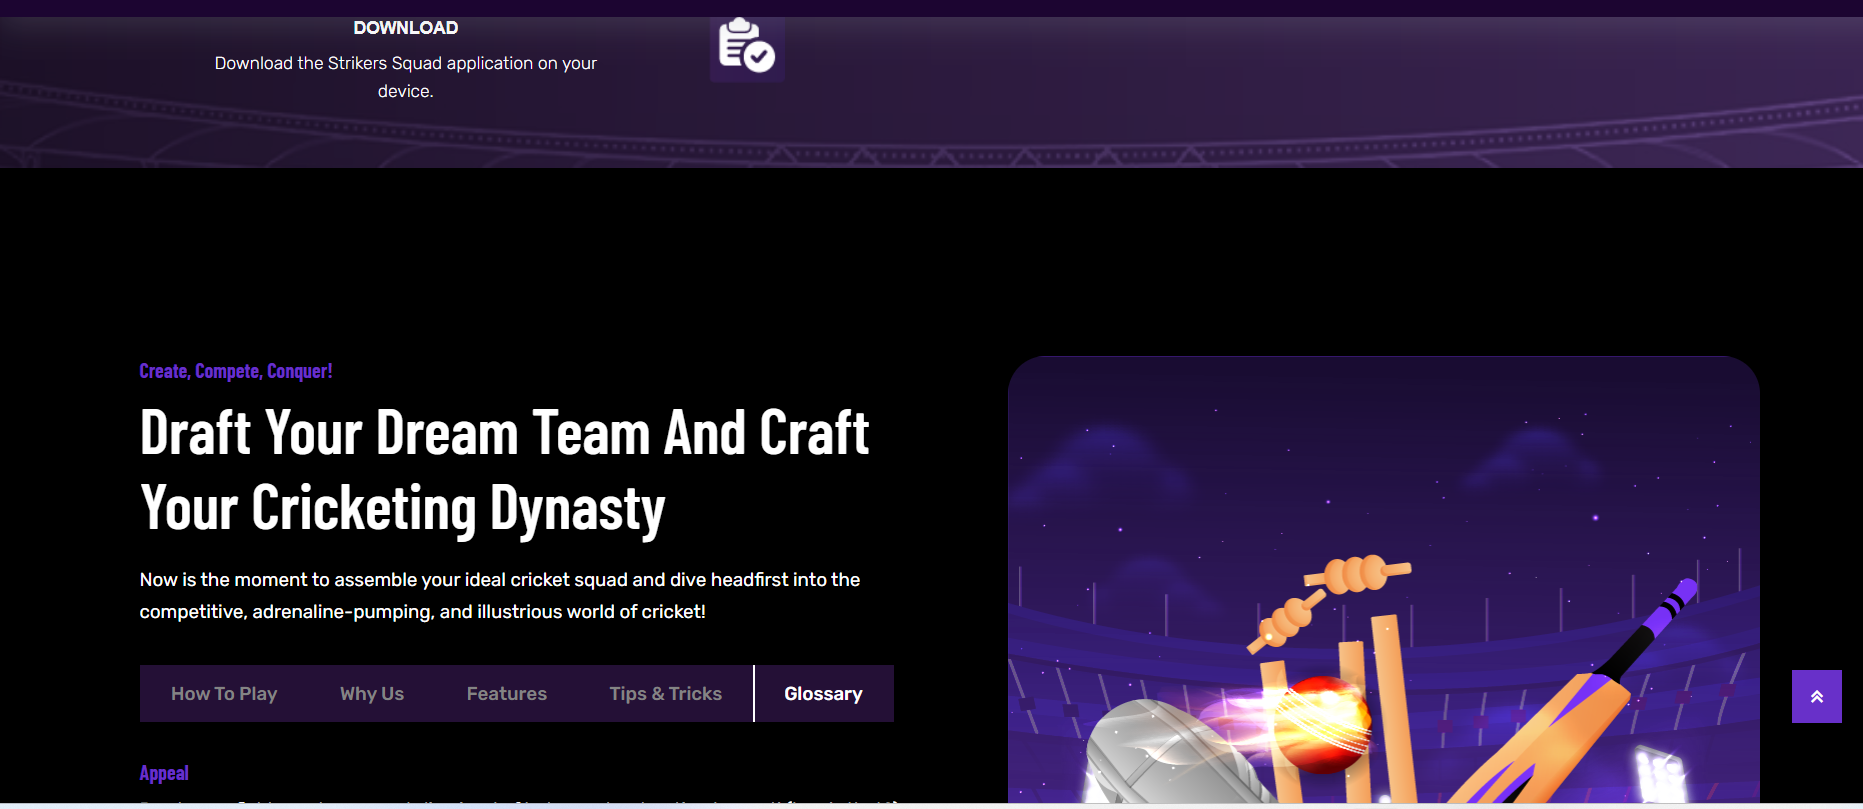 DOWNLOAD
Download the Strikers Squad application on your
device.
Create, Compete, Conquer!
Draft Your Dream Team And Craft
Your Cricketing Dynasty
Now is the moment to assemble your ideal cricket squad and dive headfirst into the
competitive, adrenaline-pumping, and illustrious world of cricket!
How To Play Why Us Features Tips & Tricks Glossary
Appeal